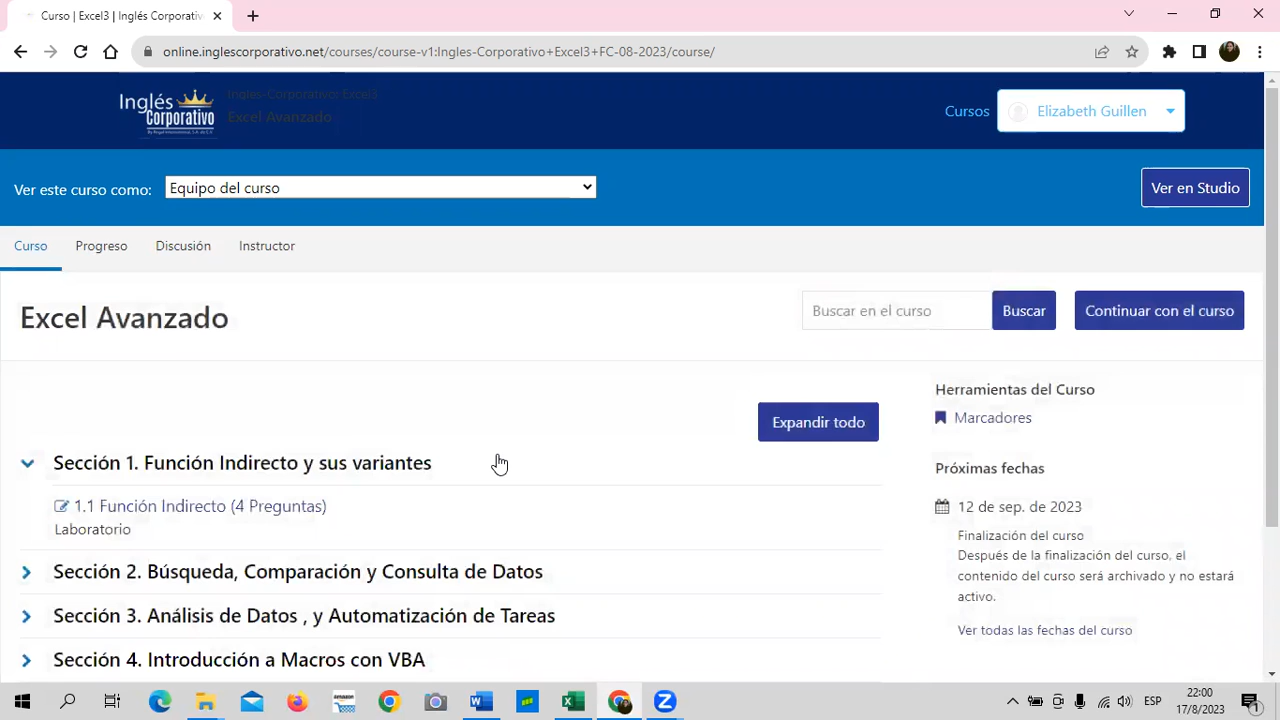 Curso | Excel3 | Inglés Corporativ
online.inglescorporativo.net/courses/course-v1:Ingles-Corporativo+Excel3+FC-08-2023/course/
Inglés Corporativo
Ingles-Corporativo: Excel3
Excel Avanzado
Cursos
Elizabeth Guillen
Ver este curso como:
Equipo del curso
Ver en Studio
Curso
Progreso
Discusión
Instructor
Excel Avanzado
Buscar en el curso
Buscar
Continuar con el curso
Expandir todo
Sección 1. Función Indirecto y sus variantes
1.1 Función Indirecto (4 Preguntas)
Laboratorio
Sección 2. Búsqueda, Comparación y Consulta de Datos
Sección 3. Análisis de Datos , y Automatización de Tareas
Sección 4. Introducción a Macros con VBA
Herramientas del Curso
Marcadores
Próximas fechas
12 de sep. de 2023
Finalización del curso
Después de la finalización del curso, el
contenido del curso será archivado y no estará
activo.
Ver todas las fechas del curso
ESP
22:00
17/8/2023